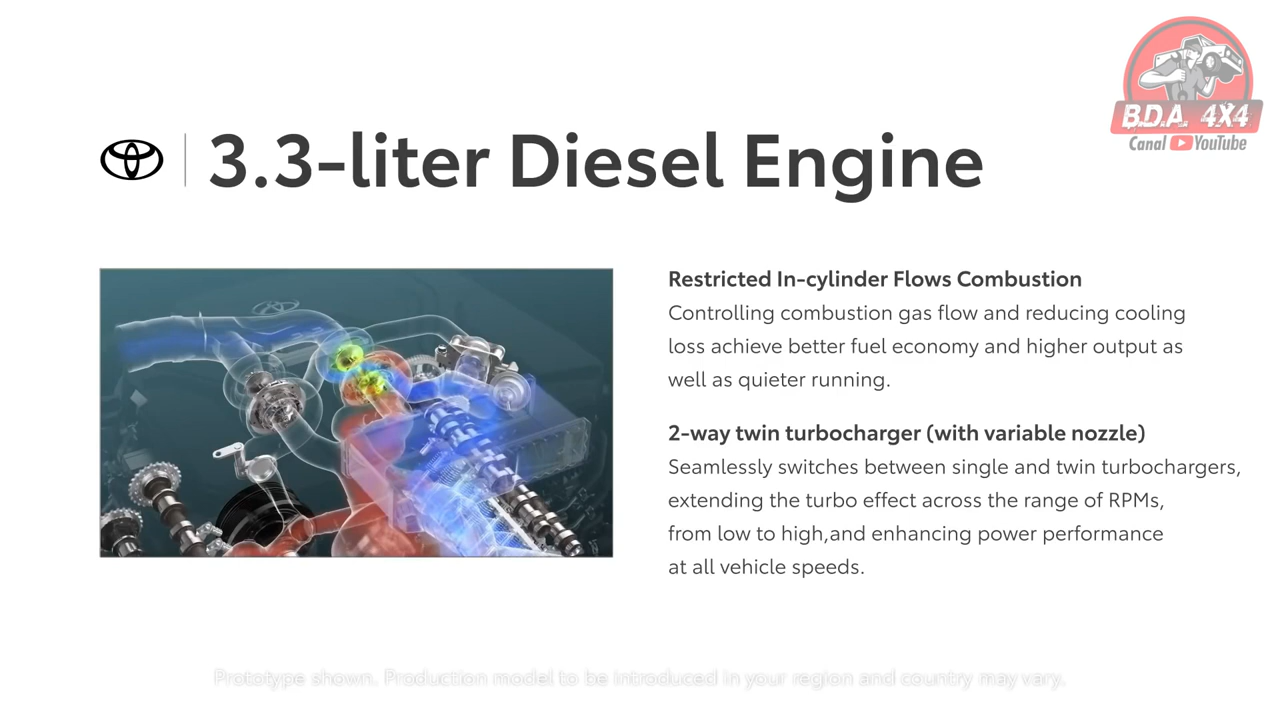 B.D.A. 4X4
Canal YouTube
3.3-liter Diesel Engine
Restricted In-cylinder Flows Combustion
Controlling combustion gas flow and reducing cooling
loss achieve better fuel economy and higher output as
well as quieter running.
2-way twin turbocharger (with variable nozzle)
Seamlessly switches between single and twin turbochargers,
extending the turbo effect across the range of RPMs,
from low to high,and enhancing power performance
at all vehicle speeds.
Prototype shown. Production model to be introduced in your region and country may vary.